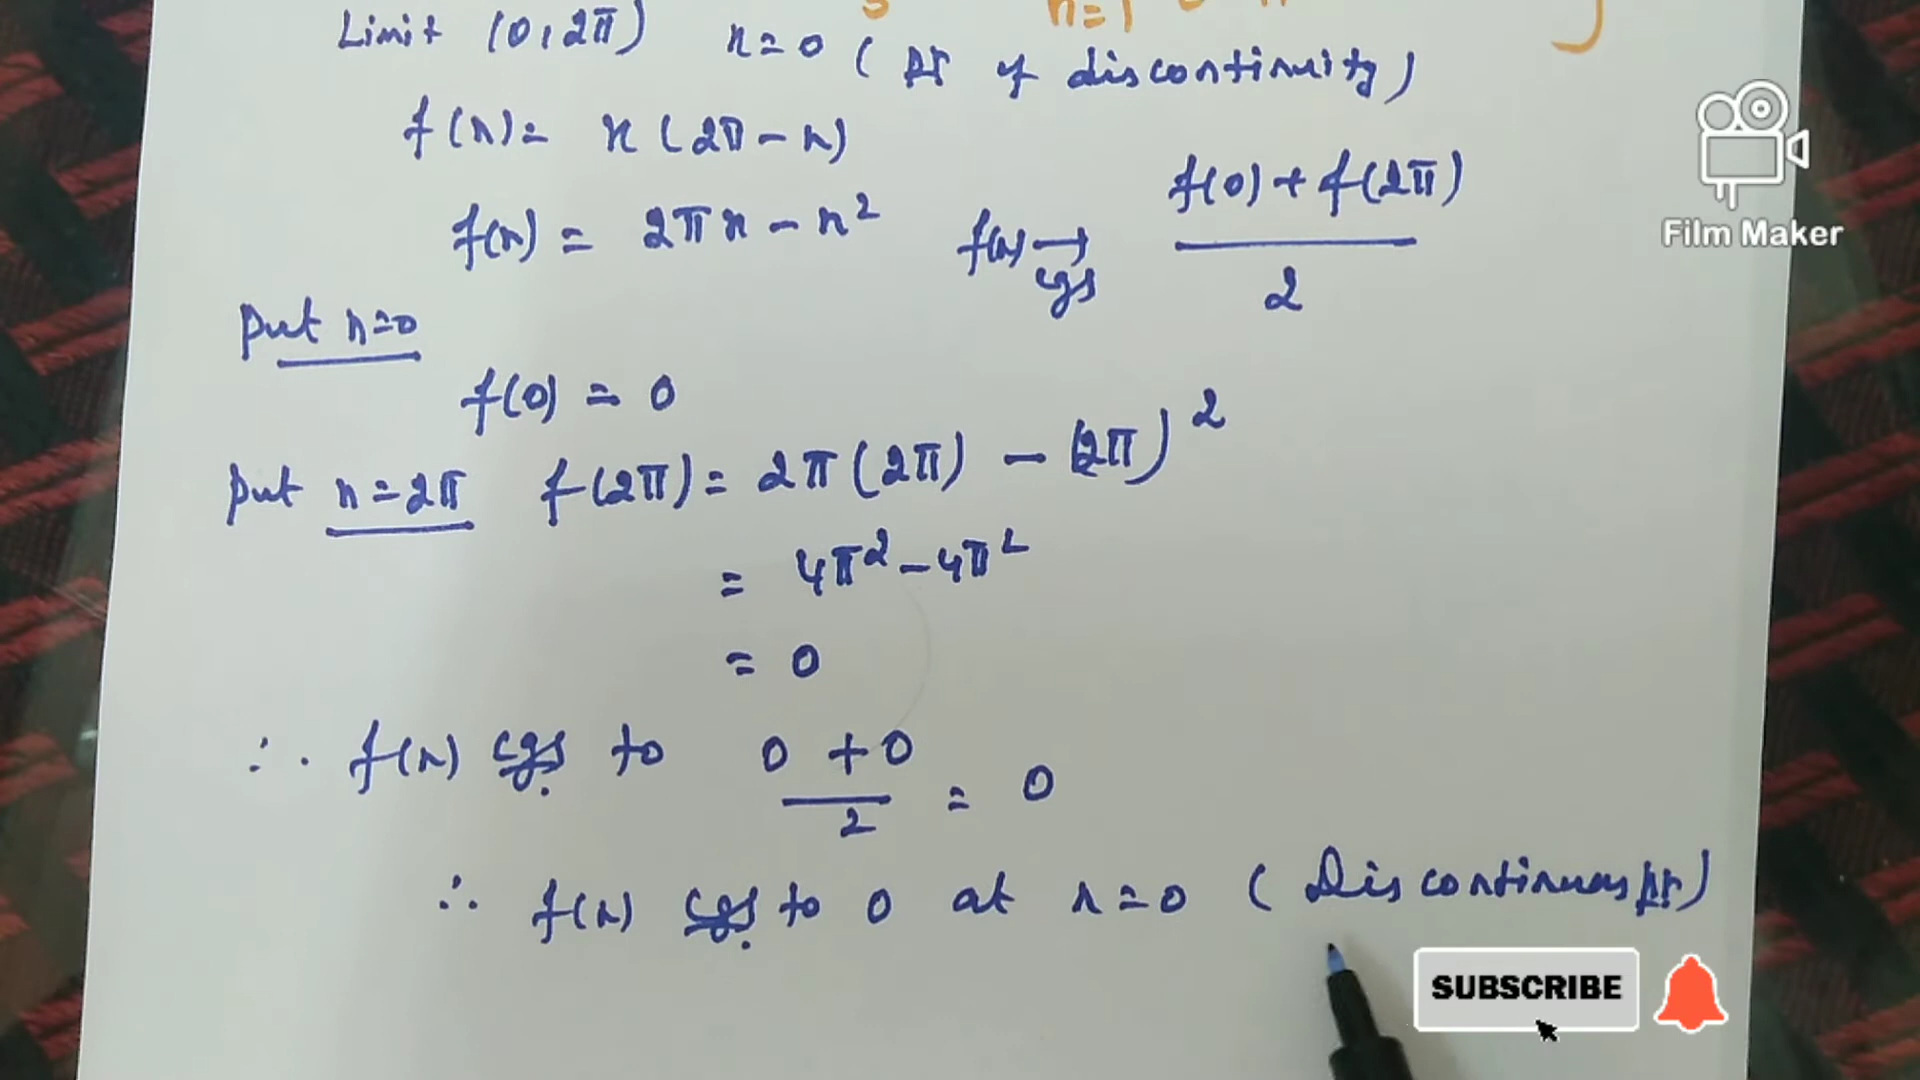 Limit (0, 2π) x = 0 (pt of discontinuity)
n=1
f(x) = x (2π - x)
f(x) = 2πx - x² f(x) → cgs f(0) + f(2π) / 2
Put x = 0
f(0) = 0
Put x = 2π f(2π) = 2π(2π) - (2π)²
= 4π² - 4π²
= 0
∴ f(x) cgs to 0 + 0 / 2 = 0
∴ f(x) cgs to 0 at x = 0 (Discontinuous pt)
Film Maker
SUBSCRIBE